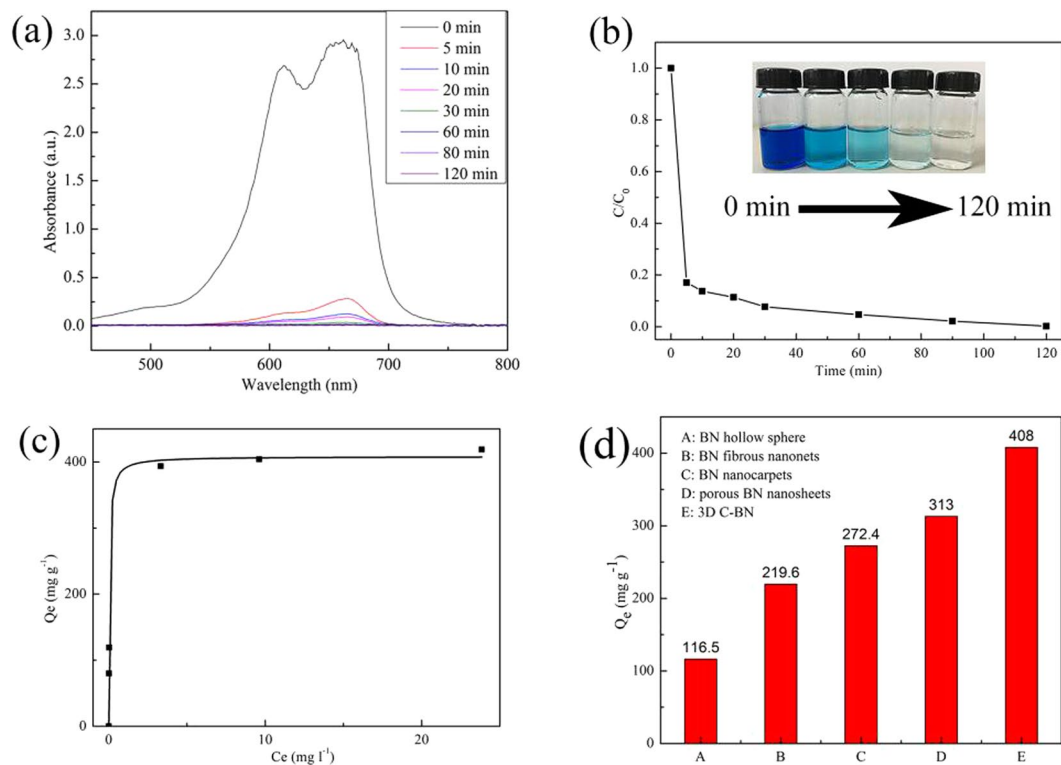 (a)
3.0
2.5
2.0
1.5
1.0
0.5
0.0
Absorbance (a.u.)
500
600
700
800
Wavelength (nm)
0 min
5 min
10 min
20 min
30 min
60 min
80 min
120 min
(b)
1.0
0.8
0.6
0.4
0.2
0.0
C/C0
0
20
40
60
80
100
120
Time (min)
0 min
120 min
(c)
400
200
0
Qe (mg g-1)
0
10
20
Ce (mg l-1)
(d)
A: BN hollow sphere
B: BN fibrous nanonets
C: BN nanocarpets
D: porous BN nanosheets
E: 3D C-BN
400
300
200
100
0
Qe (mg g-1)
116.5
219.6
272.4
313
408
A
B
C
D
E